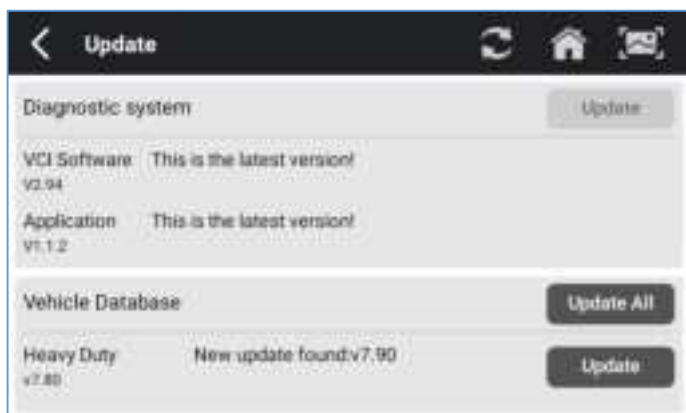 Update
Diagnostic system Update
VCI Software This is the latest version!
V2.94
Application This is the latest version!
V1.1.2
Vehicle Database Update All
Heavy Duty New update found:v7.90 Update
v7.80